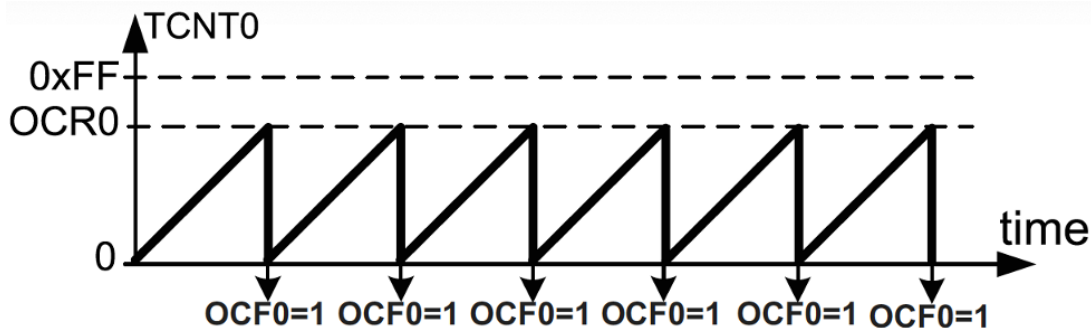 TCNT0
0xFF
OCR0
0
time
OCF0=1 OCF0=1 OCF0=1 OCF0=1 OCF0=1 OCF0=1